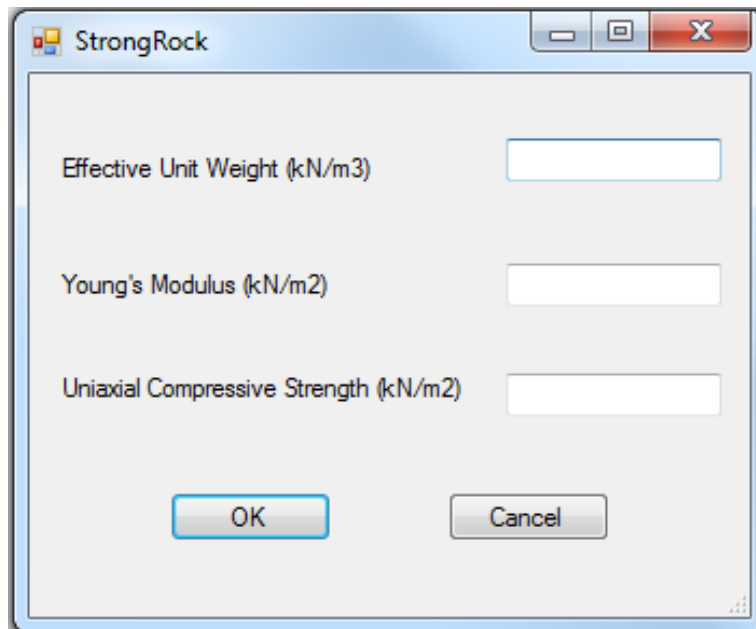 StrongRock
Effective Unit Weight (kN/m3)
Young's Modulus (kN/m2)
Uniaxial Compressive Strength (kN/m2)
OK Cancel